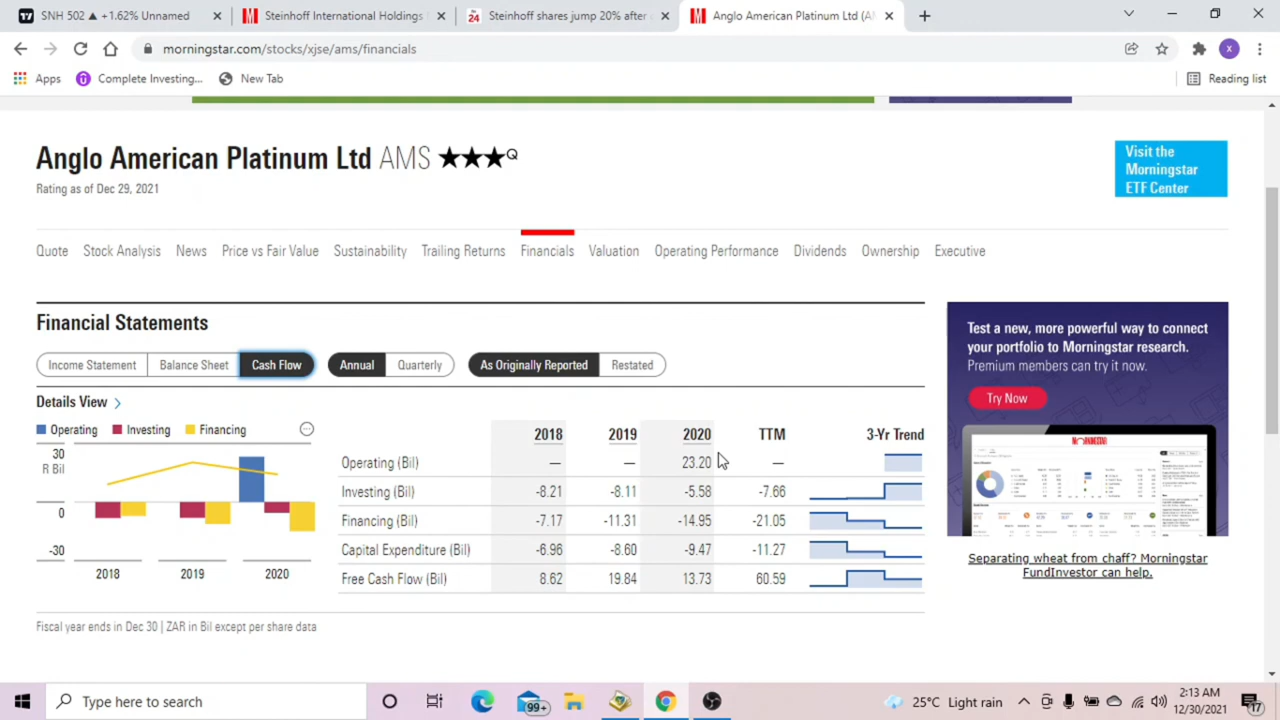 SNH 502 ▲ +1.62% Unnamed
Steinhoff International Holdings
24
Steinhoff shares jump 20% after
Anglo American Platinum Ltd (AM
morningstar.com/stocks/xjse/ams/financials
X
Apps
Complete Investing...
New Tab
Reading list
Anglo American Platinum Ltd AMS ★★★Q
Rating as of Dec 29, 2021
Visit the
Morningstar
ETF Center
Quote Stock Analysis News Price vs Fair Value Sustainability Trailing Returns Financials Valuation Operating Performance Dividends Ownership Executive
Financial Statements
Income Statement Balance Sheet Cash Flow Annual Quarterly As Originally Reported Restated
Details View
Operating Investing Financing
30
R Bil
0
-30
2018 2019 2020
2018 2019 2020 TTM 3-Yr Trend
Operating (Bil) — — 23.20 —
Investing (Bil) -8.21 -8.11 -5.58 -7.66
Financing (Bil) -7.17 -11.31 -14.95 -21.05
Capital Expenditure (Bil) -6.96 -8.60 -9.47 -11.27
Free Cash Flow (Bil) 8.62 19.84 13.73 60.59
Fiscal year ends in Dec 30 | ZAR in Bil except per share data
Test a new, more powerful way to connect
your portfolio to Morningstar research.
Premium members can try it now.
Try Now
MORNINGSTAR
Separating wheat from chaff? Morningstar
FundInvestor can help.
Type here to search
99+
25°C Light rain
2:13 AM
12/30/2021
17